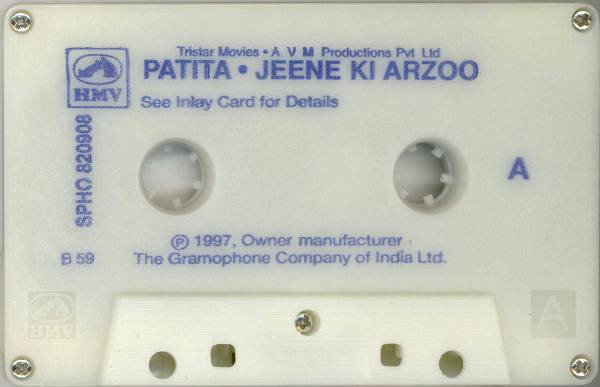 Tristar Movies • A V M Productions Pvt Ltd
PATITA • JEENE KI ARZOO
HMV
See Inlay Card for Details
SPHO 820908
A
℗ 1997, Owner manufacturer :
B 59
The Gramophone Company of India Ltd.
HMV
A